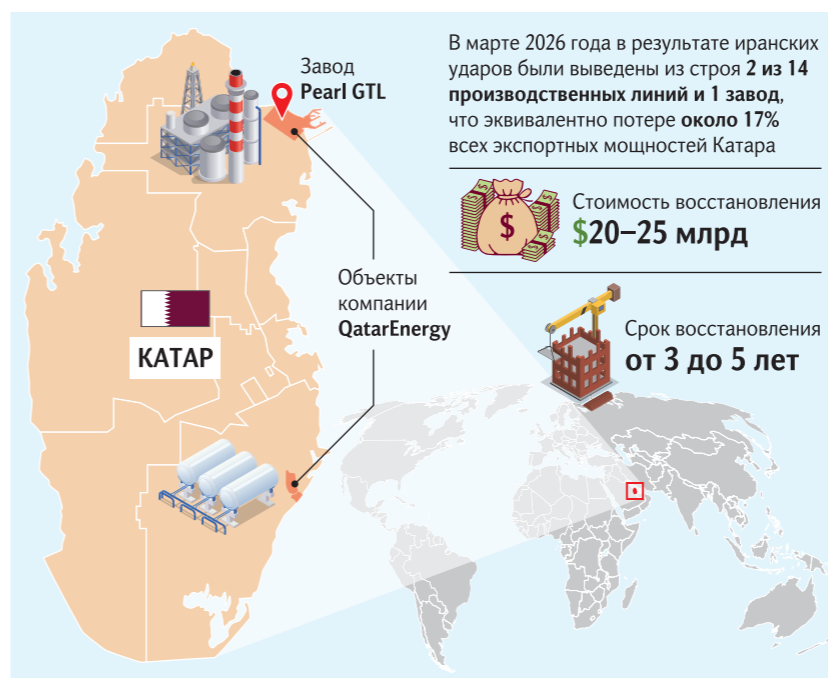 Завод
Pearl GTL
В марте 2026 года в результате иранских
ударов были выведены из строя 2 из 14
производственных линий и 1 завод,
что эквивалентно потере около 17%
всех экспортных мощностей Катара
$
Стоимость восстановления
$20–25 млрд
Объекты
компании
QatarEnergy
Срок восстановления
от 3 до 5 лет
КАТАР